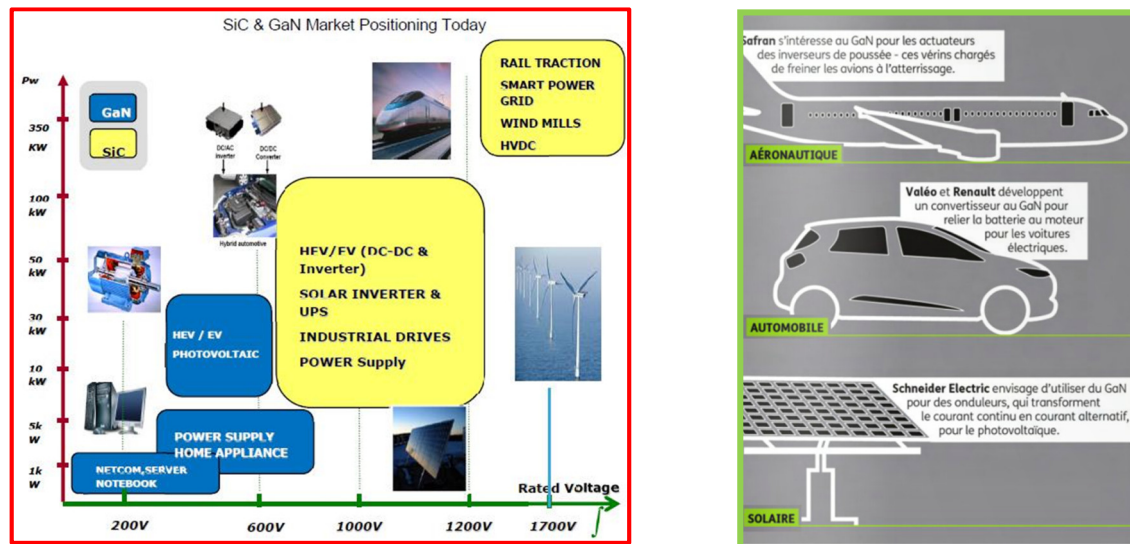 SiC & GaN Market Positioning Today
Pw
350
KW
100
kW
50
kW
30
kW
10
kW
5k
W
1k
W
GaN
SiC
DC/AC
Inverter
DC/DC
Converter
Hybrid automotive
RAIL TRACTION
SMART POWER
GRID
WIND MILLS
HVDC
HEV/EV (DC-DC &
Inverter)
SOLAR INVERTER &
UPS
INDUSTRIAL DRIVES
POWER Supply
HEV / EV
PHOTOVOLTAIC
POWER SUPPLY
HOME APPLIANCE
NETCOM,SERVER
NOTEBOOK
Rated Voltage
200V
600V
1000V
1200V
1700V
Safran s'intéresse au GaN pour les actuateurs
des inverseurs de poussée - ces vérins chargés
de freiner les avions à l'atterrissage.
AÉRONAUTIQUE
Valéo et Renault développent
un convertisseur au GaN pour
relier la batterie au moteur
pour les voitures
électriques.
AUTOMOBILE
Schneider Electric envisage d'utiliser du GaN
pour des onduleurs, qui transforment
le courant continu en courant alternatif,
pour le photovoltaïque.
SOLAIRE